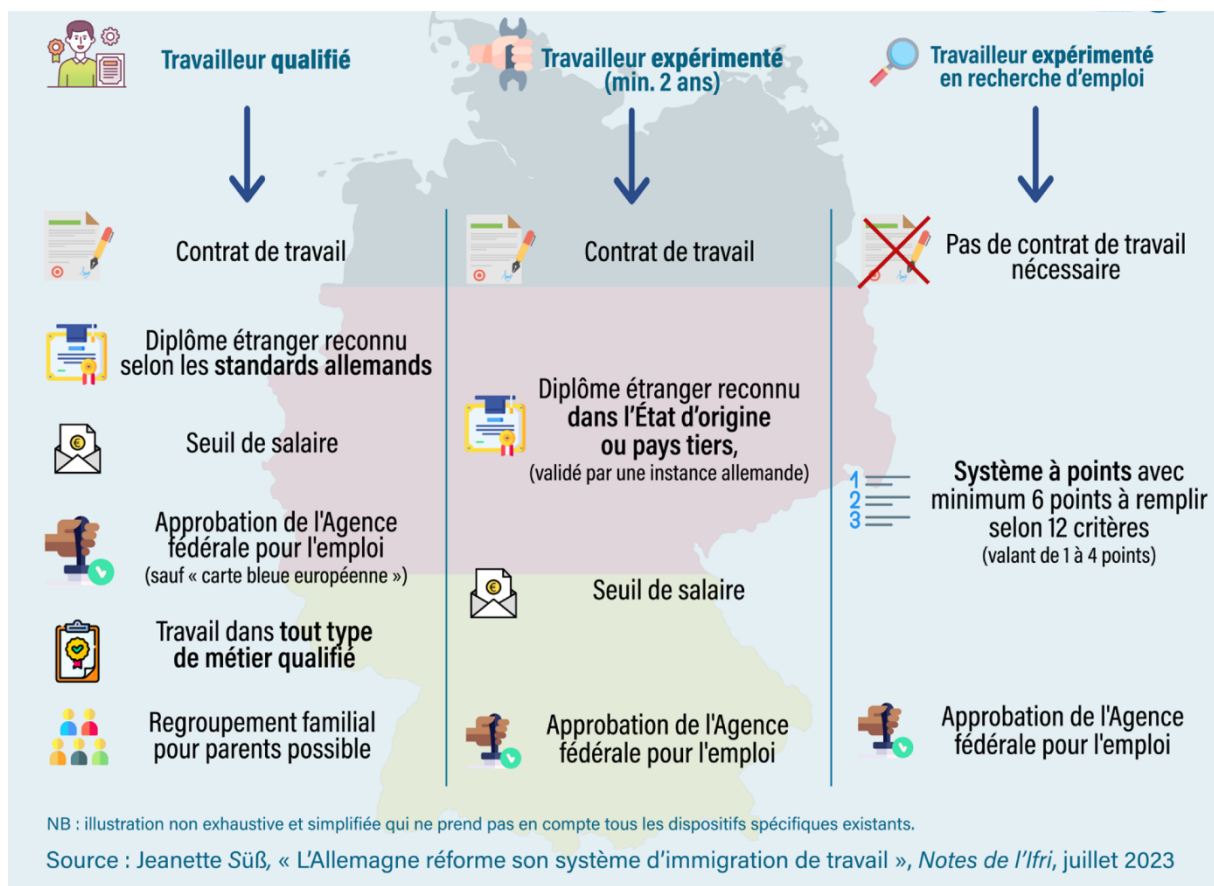 Travailleur qualifié
Contrat de travail
Diplôme étranger reconnu
selon les standards allemands
Seuil de salaire
Approbation de l'Agence
fédérale pour l'emploi
(sauf « carte bleue européenne »)
Travail dans tout type
de métier qualifié
Regroupement familial
pour parents possible
Travailleur expérimenté
(min. 2 ans)
Contrat de travail
Diplôme étranger reconnu
dans l'État d'origine
ou pays tiers,
(validé par une instance allemande)
Seuil de salaire
Approbation de l'Agence
fédérale pour l'emploi
Travailleur expérimenté
en recherche d'emploi
Pas de contrat de travail
nécessaire
1
2
3
Système à points avec
minimum 6 points à remplir
selon 12 critères
(valant de 1 à 4 points)
Approbation de l'Agence
fédérale pour l'emploi
NB : illustration non exhaustive et simplifiée qui ne prend pas en compte tous les dispositifs spécifiques existants.
Source : Jeanette Süß, « L'Allemagne réforme son système d'immigration de travail », Notes de l'Ifri, juillet 2023